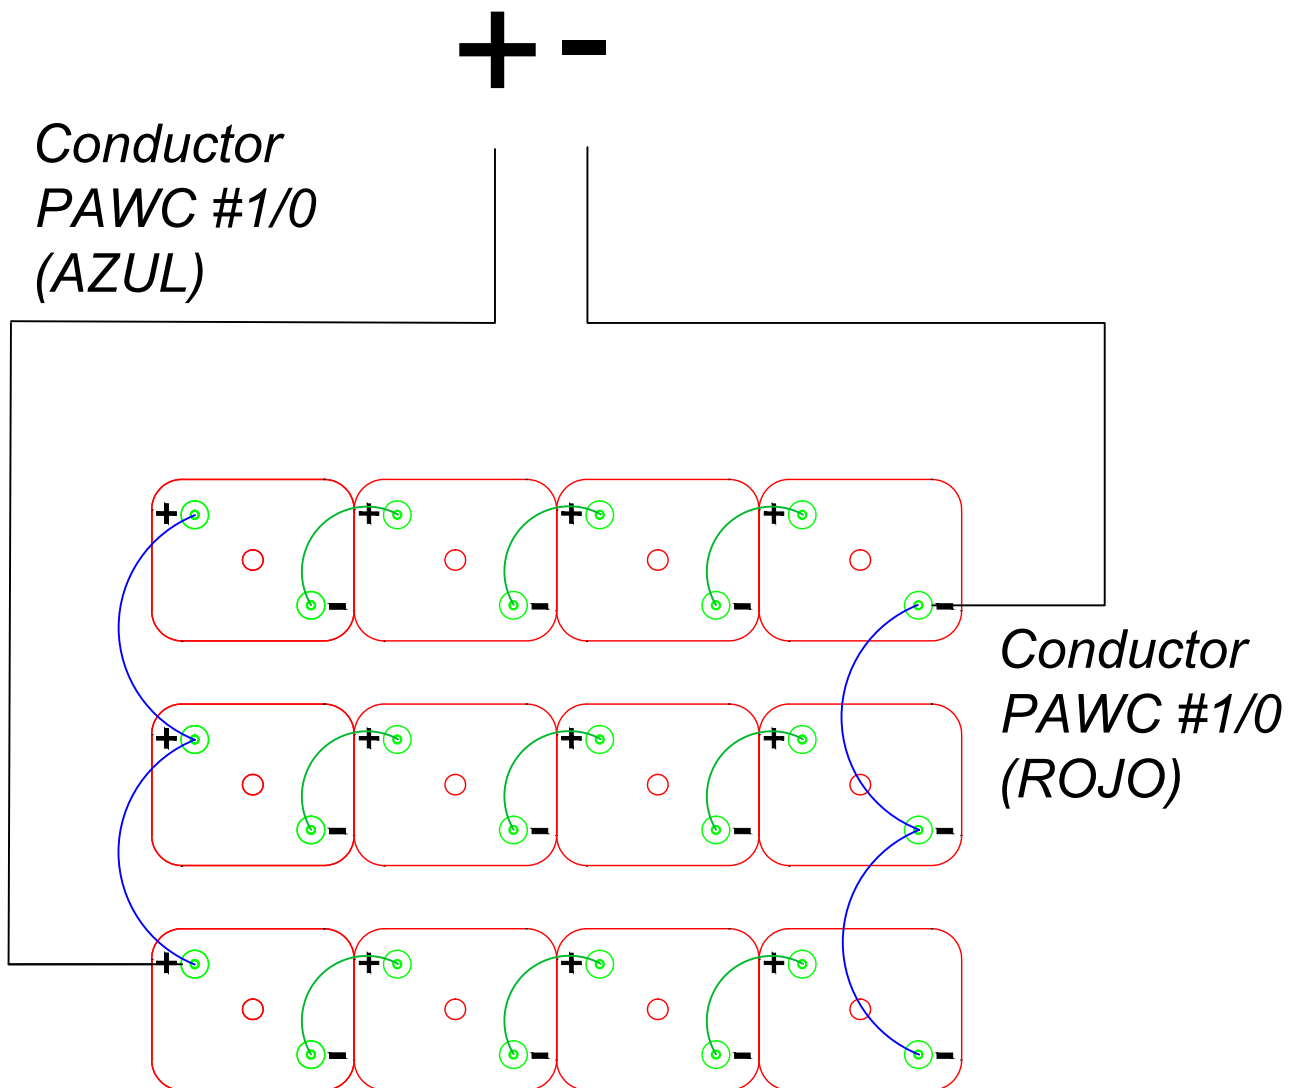 + -
Conductor
PAWC #1/0
(AZUL)
+ + + +
- - - -
Conductor
PAWC #1/0
(ROJO)
+ + + +
- - - -
+ + + +
- - - -